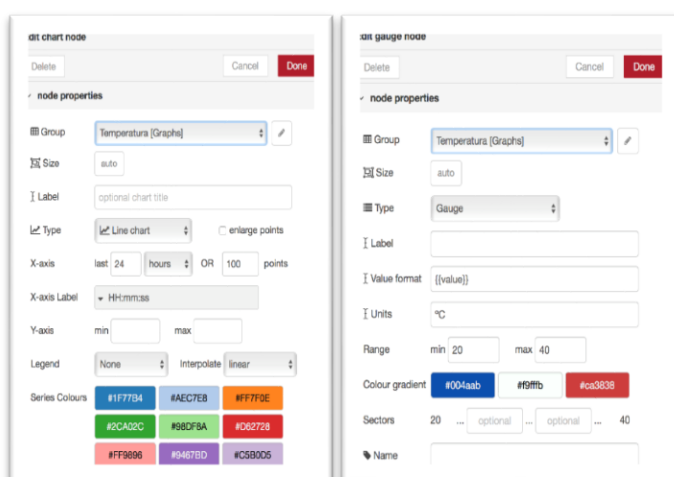 dit chart node
Delete Cancel Done
node properties
Group Temperatura [Graphs]
Size auto
Label optional chart title
Type Line chart enlarge points
X-axis last 24 hours OR 100 points
X-axis Label HH:mm:ss
Y-axis min max
Legend None Interpolate linear
Series Colours #1F77B4 #AEC7E8 #FF7F0E
#2CA02C #98DF8A #D62728
#FF9896 #9467BD #C5B0D5
dit gauge node
Delete Cancel Done
node properties
Group Temperatura [Graphs]
Size auto
Type Gauge
Label
Value format {{value}}
Units °C
Range min 20 max 40
Colour gradient #004aab #f9fffb #ca3838
Sectors 20 ... optional ... optional ... 40
Name